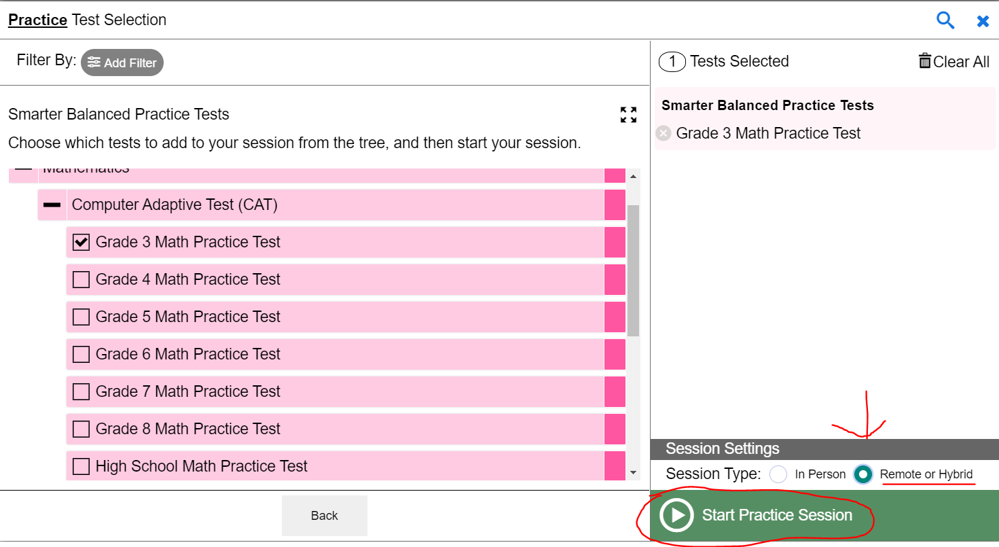 Practice Test Selection
Filter By: Add Filter
1 Tests Selected
Clear All
Smarter Balanced Practice Tests
Choose which tests to add to your session from the tree, and then start your session.
Mathematics
Computer Adaptive Test (CAT)
Grade 3 Math Practice Test
Grade 4 Math Practice Test
Grade 5 Math Practice Test
Grade 6 Math Practice Test
Grade 7 Math Practice Test
Grade 8 Math Practice Test
High School Math Practice Test
Back
Smarter Balanced Practice Tests
Grade 3 Math Practice Test
Session Settings
Session Type: In Person Remote or Hybrid
Start Practice Session